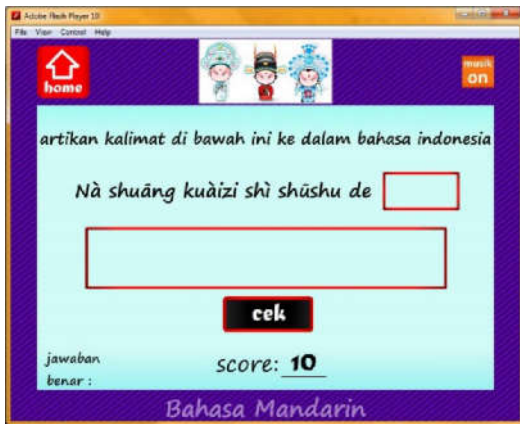 Adobe Flash Player 10
File View Control Help
home
musik
on
artikan kalimat di bawah ini ke dalam bahasa indonesia
Nà shuāng kuàizi shì shūshu de
cek
jawaban
benar :
score: 10
Bahasa Mandarin